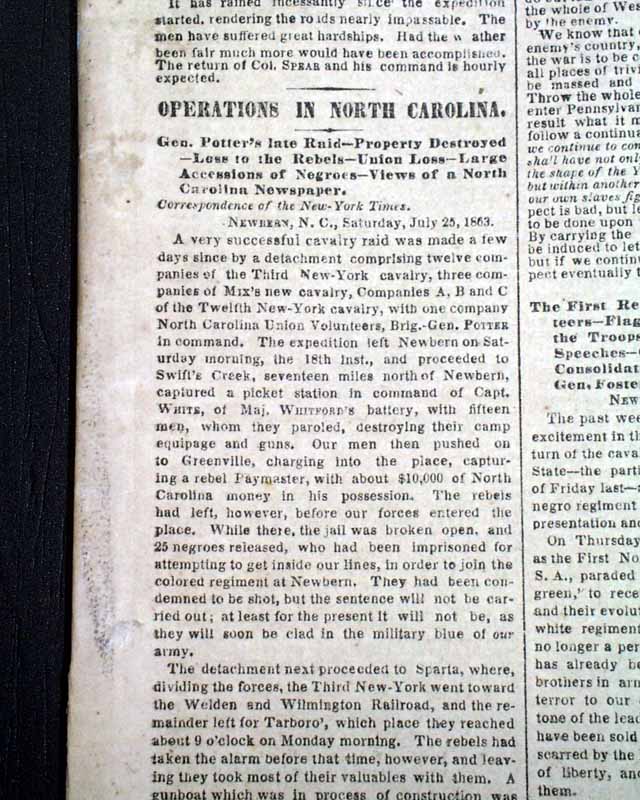 It has rained incessantly since the expedition
started, rendering the roads nearly impassable. The
men have suffered great hardships. Had the w ather
been fair much more would have been accomplished.
The return of Col. SPEAR and his command is hourly
expected.
OPERATIONS IN NORTH CAROLINA.
Gen. Potter's late Raid—Property Destroyed
—Loss to the Rebels—Union Loss—Large
Accessions of Negroes—Views of a North
Carolina Newspaper.
Correspondence of the New-York Times.
NEWBERN, N. C., Saturday, July 25, 1863.
A very successful cavalry raid was made a few
days since by a detachment comprising twelve com-
panies of the Third New-York cavalry, three com-
panies of MIX's new cavalry, Companies A, B and C
of the Twelfth New-York cavalry, with one company
North Carolina Union Volunteers, Brig.-Gen. POTTER
in command. The expedition left Newbern on Sat-
urday morning, the 18th inst., and proceeded to
Swift's Creek, seventeen miles north of Newbern,
captured a picket station in command of Capt.
WHITE, of Maj. WHITFORD'S battery, with fifteen
men, whom they paroled, destroying their camp
equipage and guns. Our men then pushed on
to Greenville, charging into the place, captur-
ing a rebel Paymaster, with about $10,000 of North
Carolina money in his possession. The rebels
had left, however, before our forces entered the
place. While there, the jail was broken open, and
25 negroes released, who had been imprisoned for
attempting to get inside our lines, in order to join the
colored regiment at Newbern. They had been con-
demned to be shot, but the sentence will not be car-
ried out; at least for the present it will not be, as
they will soon be clad in the military blue of our
army.
The detachment next proceeded to Sparta, where,
dividing the forces, the Third New-York went toward
the Welden and Wilmington Railroad, and the re-
mainder left for Tarboro', which place they reached
about 9 o'clock on Monday morning. The rebels had
taken the alarm before that time, however, and leav-
ing they took most of their valuables with them. A
gunboat which was in process of construction was
the whole of Wes
by the enemy.
We know that
enemy's country,
the war is to be c
all places of trivi
be massed and
Throw the whole
enter Pennsylvan
result what it m
follow a continua
we continue to con
shall have not onl
the shape of the Y
but within another
our own slaves fig
pect is bad, but le
to be done upon
By carrying the
be induced to let
but if we continu
pect eventually t
The First Re
teers—Flag
the Troops
Speeches—
Consolidat
Gen. Foste
NEW
The past wee
excitement in th
turn of the caval
State—the parti
of Friday last—
negro regiment
presentation and
On Thursday
as the First No
S. A., paraded
green,' to rece
and their evolut
white regiment
no longer a per
has already be
brothers in arm
terror to our
tone of the lead
have been sold
scarred by the
of liberty, and
them.